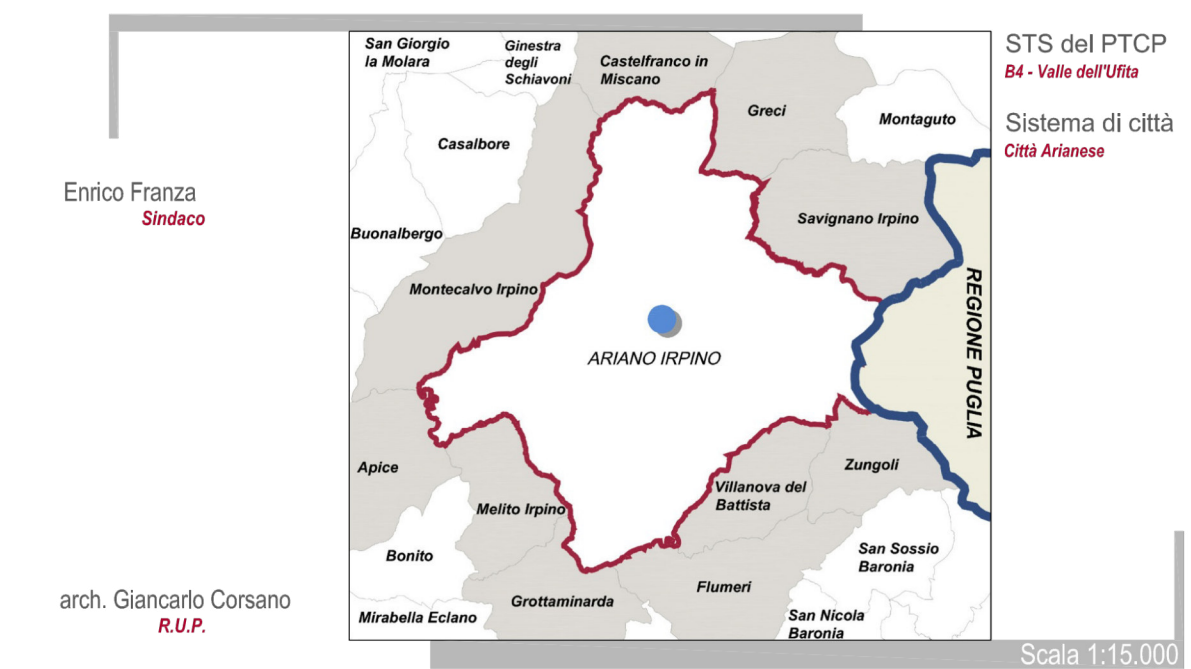 STS del PTCP
B4 - Valle dell'Ufita
Sistema di città
Città Arianese
Enrico Franza
Sindaco
arch. Giancarlo Corsano
R.U.P.
San Giorgio
la Molara
Ginestra
degli
Schiavoni
Castelfranco in
Miscano
Greci
Montaguto
Casalbore
Savignano Irpino
Buonalbergo
Montecalvo Irpino
REGIONE PUGLIA
ARIANO IRPINO
Apice
Zungoli
Villanova del
Battista
Melito Irpino
Bonito
San Sossio
Baronia
Flumeri
Grottaminarda
Mirabella Eclano
San Nicola
Baronia
Scala 1:15.000